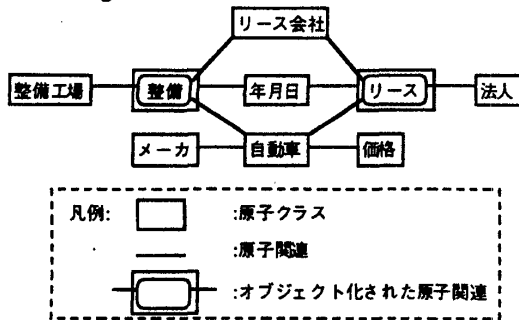 リース会社
整備工場 整備 年月日 リース 法人
メーカ 自動車 価格
凡例: :原子クラス
:原子関連
:オブジェクト化された原子関連